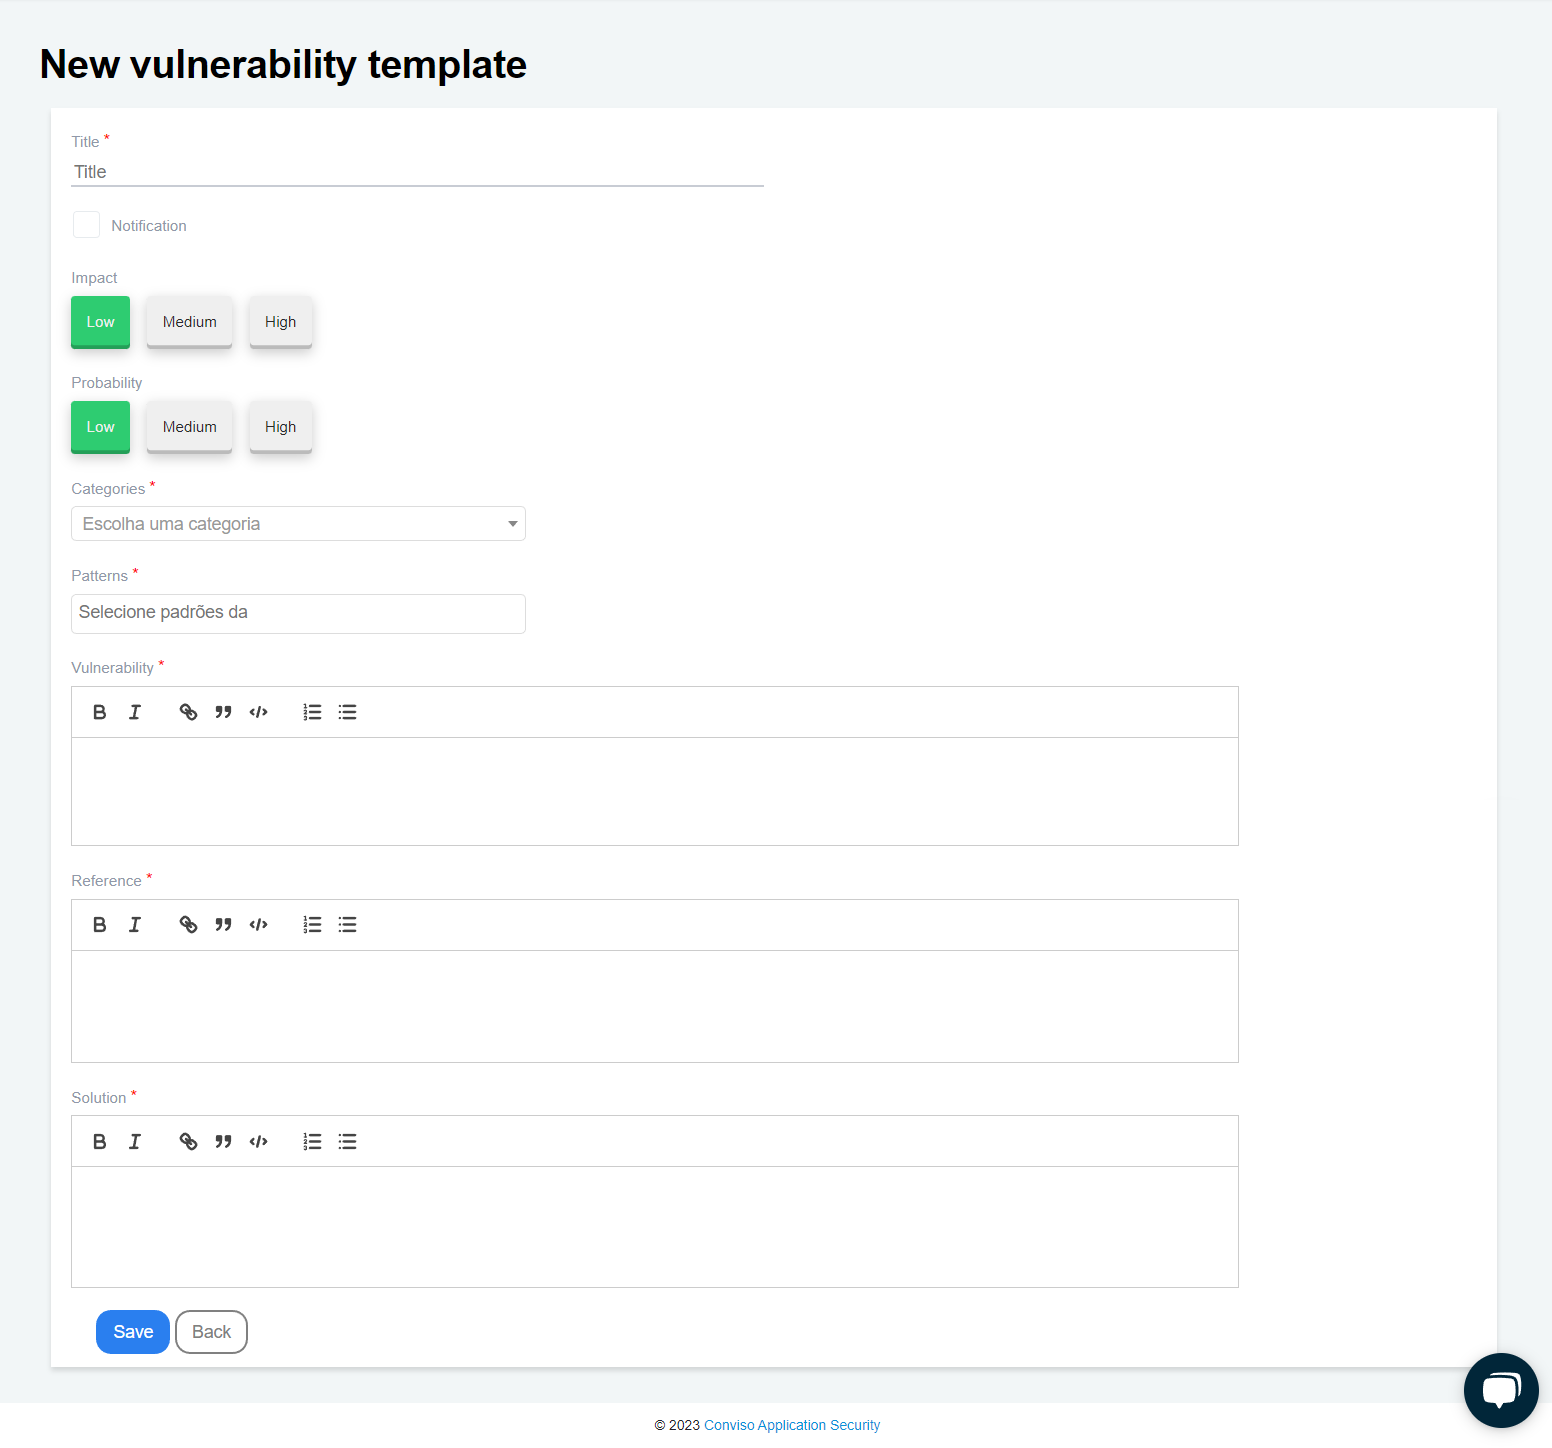 New vulnerability template
Title *
Title
Notification
Impact
Low Medium High
Probability
Low Medium High
Categories *
Escolha uma categoria
Patterns *
Selecione padrões da
Vulnerability *
Reference *
Solution *
Save Back
© 2023 Conviso Application Security